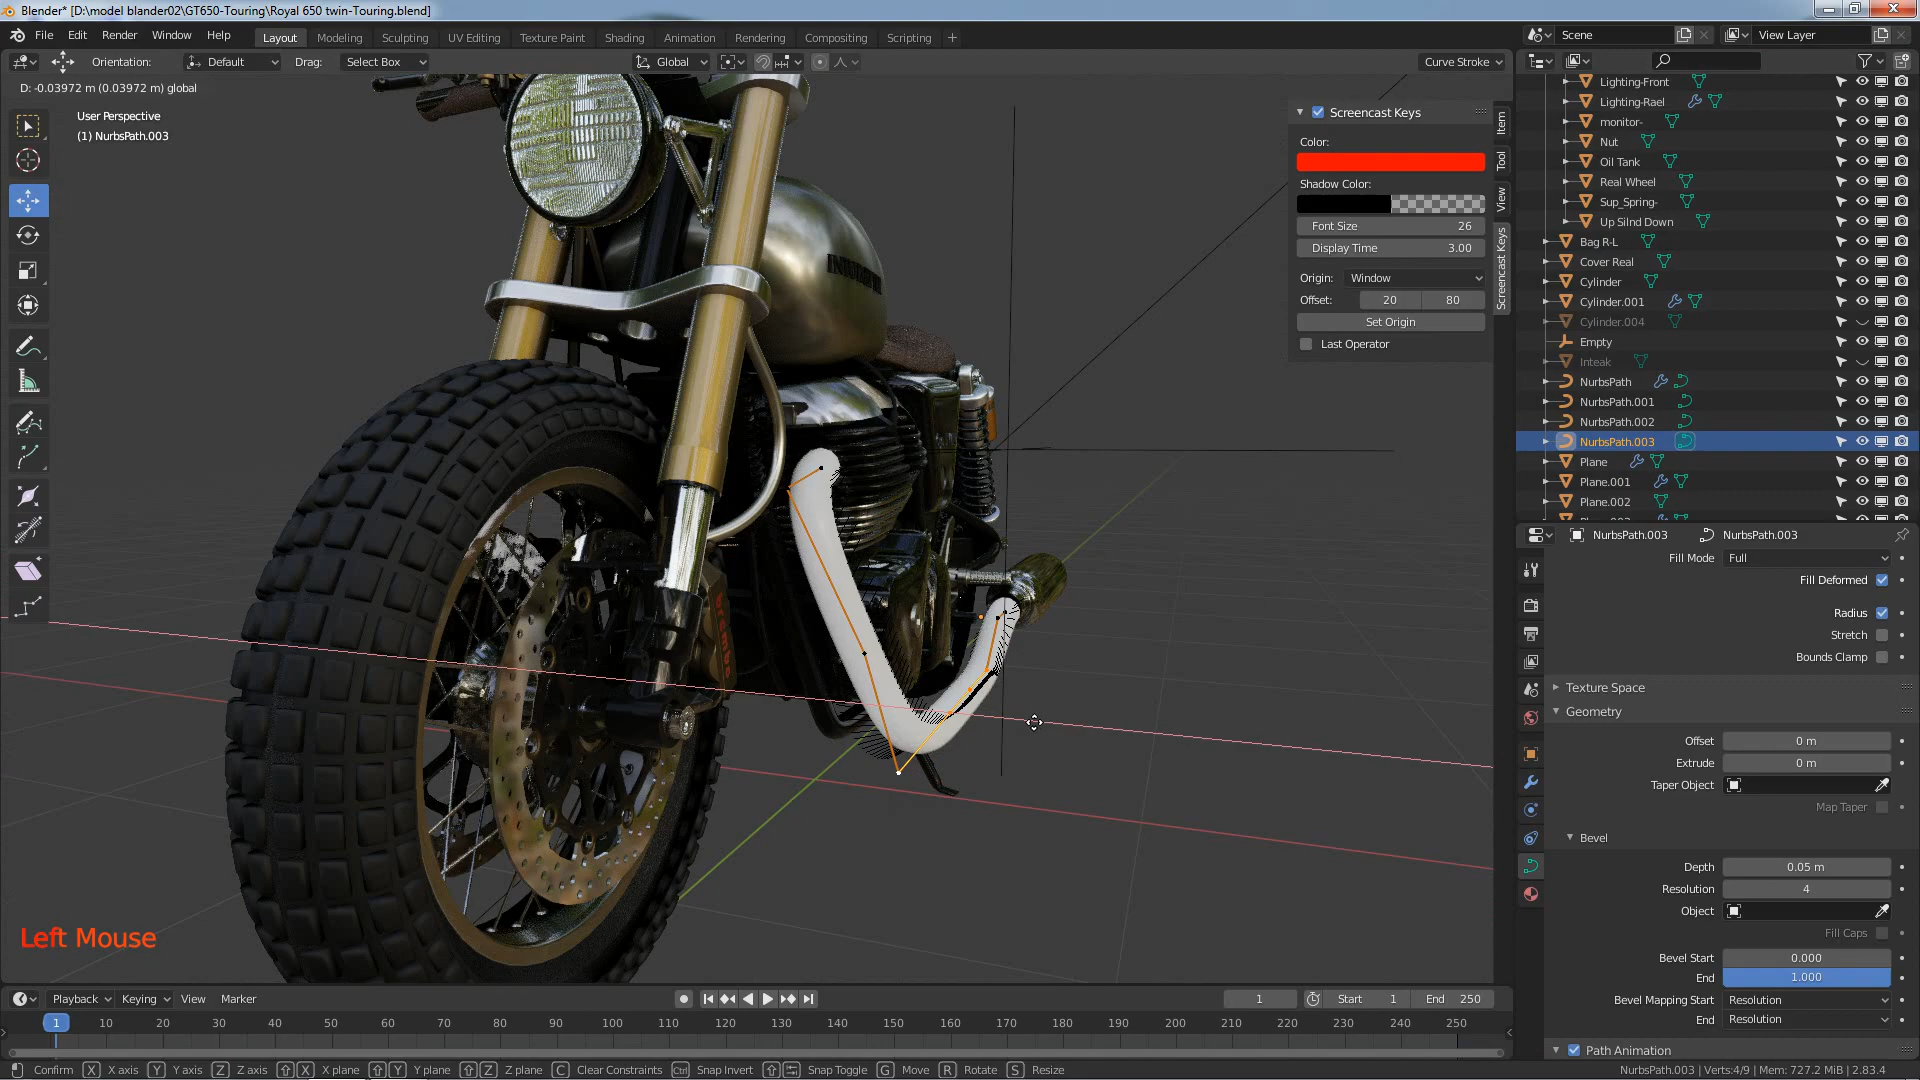 Blender* [D:\model blander02\GT650-Touring\Royal 650 twin-Touring.blend]
File Edit Render Window Help Layout Modeling Sculpting UV Editing Texture Paint Shading Animation Rendering Compositing Scripting + Scene View Layer
Orientation: Default Drag: Select Box Global Curve Stroke
D: -0.03972 m (0.03972 m) global
User Perspective
(1) NurbsPath.003
Screencast Keys
Color:
Shadow Color:
Font Size 26
Display Time 3.00
Origin: Window
Offset: 20 80
Set Origin
Last Operator
Item
Tool
View
Screencast Keys
Lighting-Front
Lighting-Rael
monitor-
Nut
Oil Tank
Real Wheel
Sup_Spring-
Up Silnd Down
Bag R-L
Cover Real
Cylinder
Cylinder.001
Cylinder.004
Empty
Inteak
NurbsPath
NurbsPath.001
NurbsPath.002
NurbsPath.003
Plane
Plane.001
Plane.002
NurbsPath.003 NurbsPath.003
Fill Mode Full
Fill Deformed
Radius
Stretch
Bounds Clamp
Texture Space
Geometry
Offset 0 m
Extrude 0 m
Taper Object
Map Taper
Bevel
Depth 0.05 m
Resolution 4
Object
Fill Caps
Bevel Start 0.000
End 1.000
Bevel Mapping Start Resolution
End Resolution
Path Animation
brembo
Left Mouse
Playback Keying View Marker 1 Start 1 End 250
1 10 20 30 40 50 60 70 80 90 100 110 120 130 140 150 160 170 180 190 200 210 220 230 240 250
Confirm X X axis Y Y axis Z Z axis X X plane Y Y plane Z Z plane C Clear Constraints Ctrl Snap Invert Snap Toggle G Move R Rotate S Resize NurbsPath.003 | Verts:4/9 | Mem: 727.2 MiB | 2.83.4